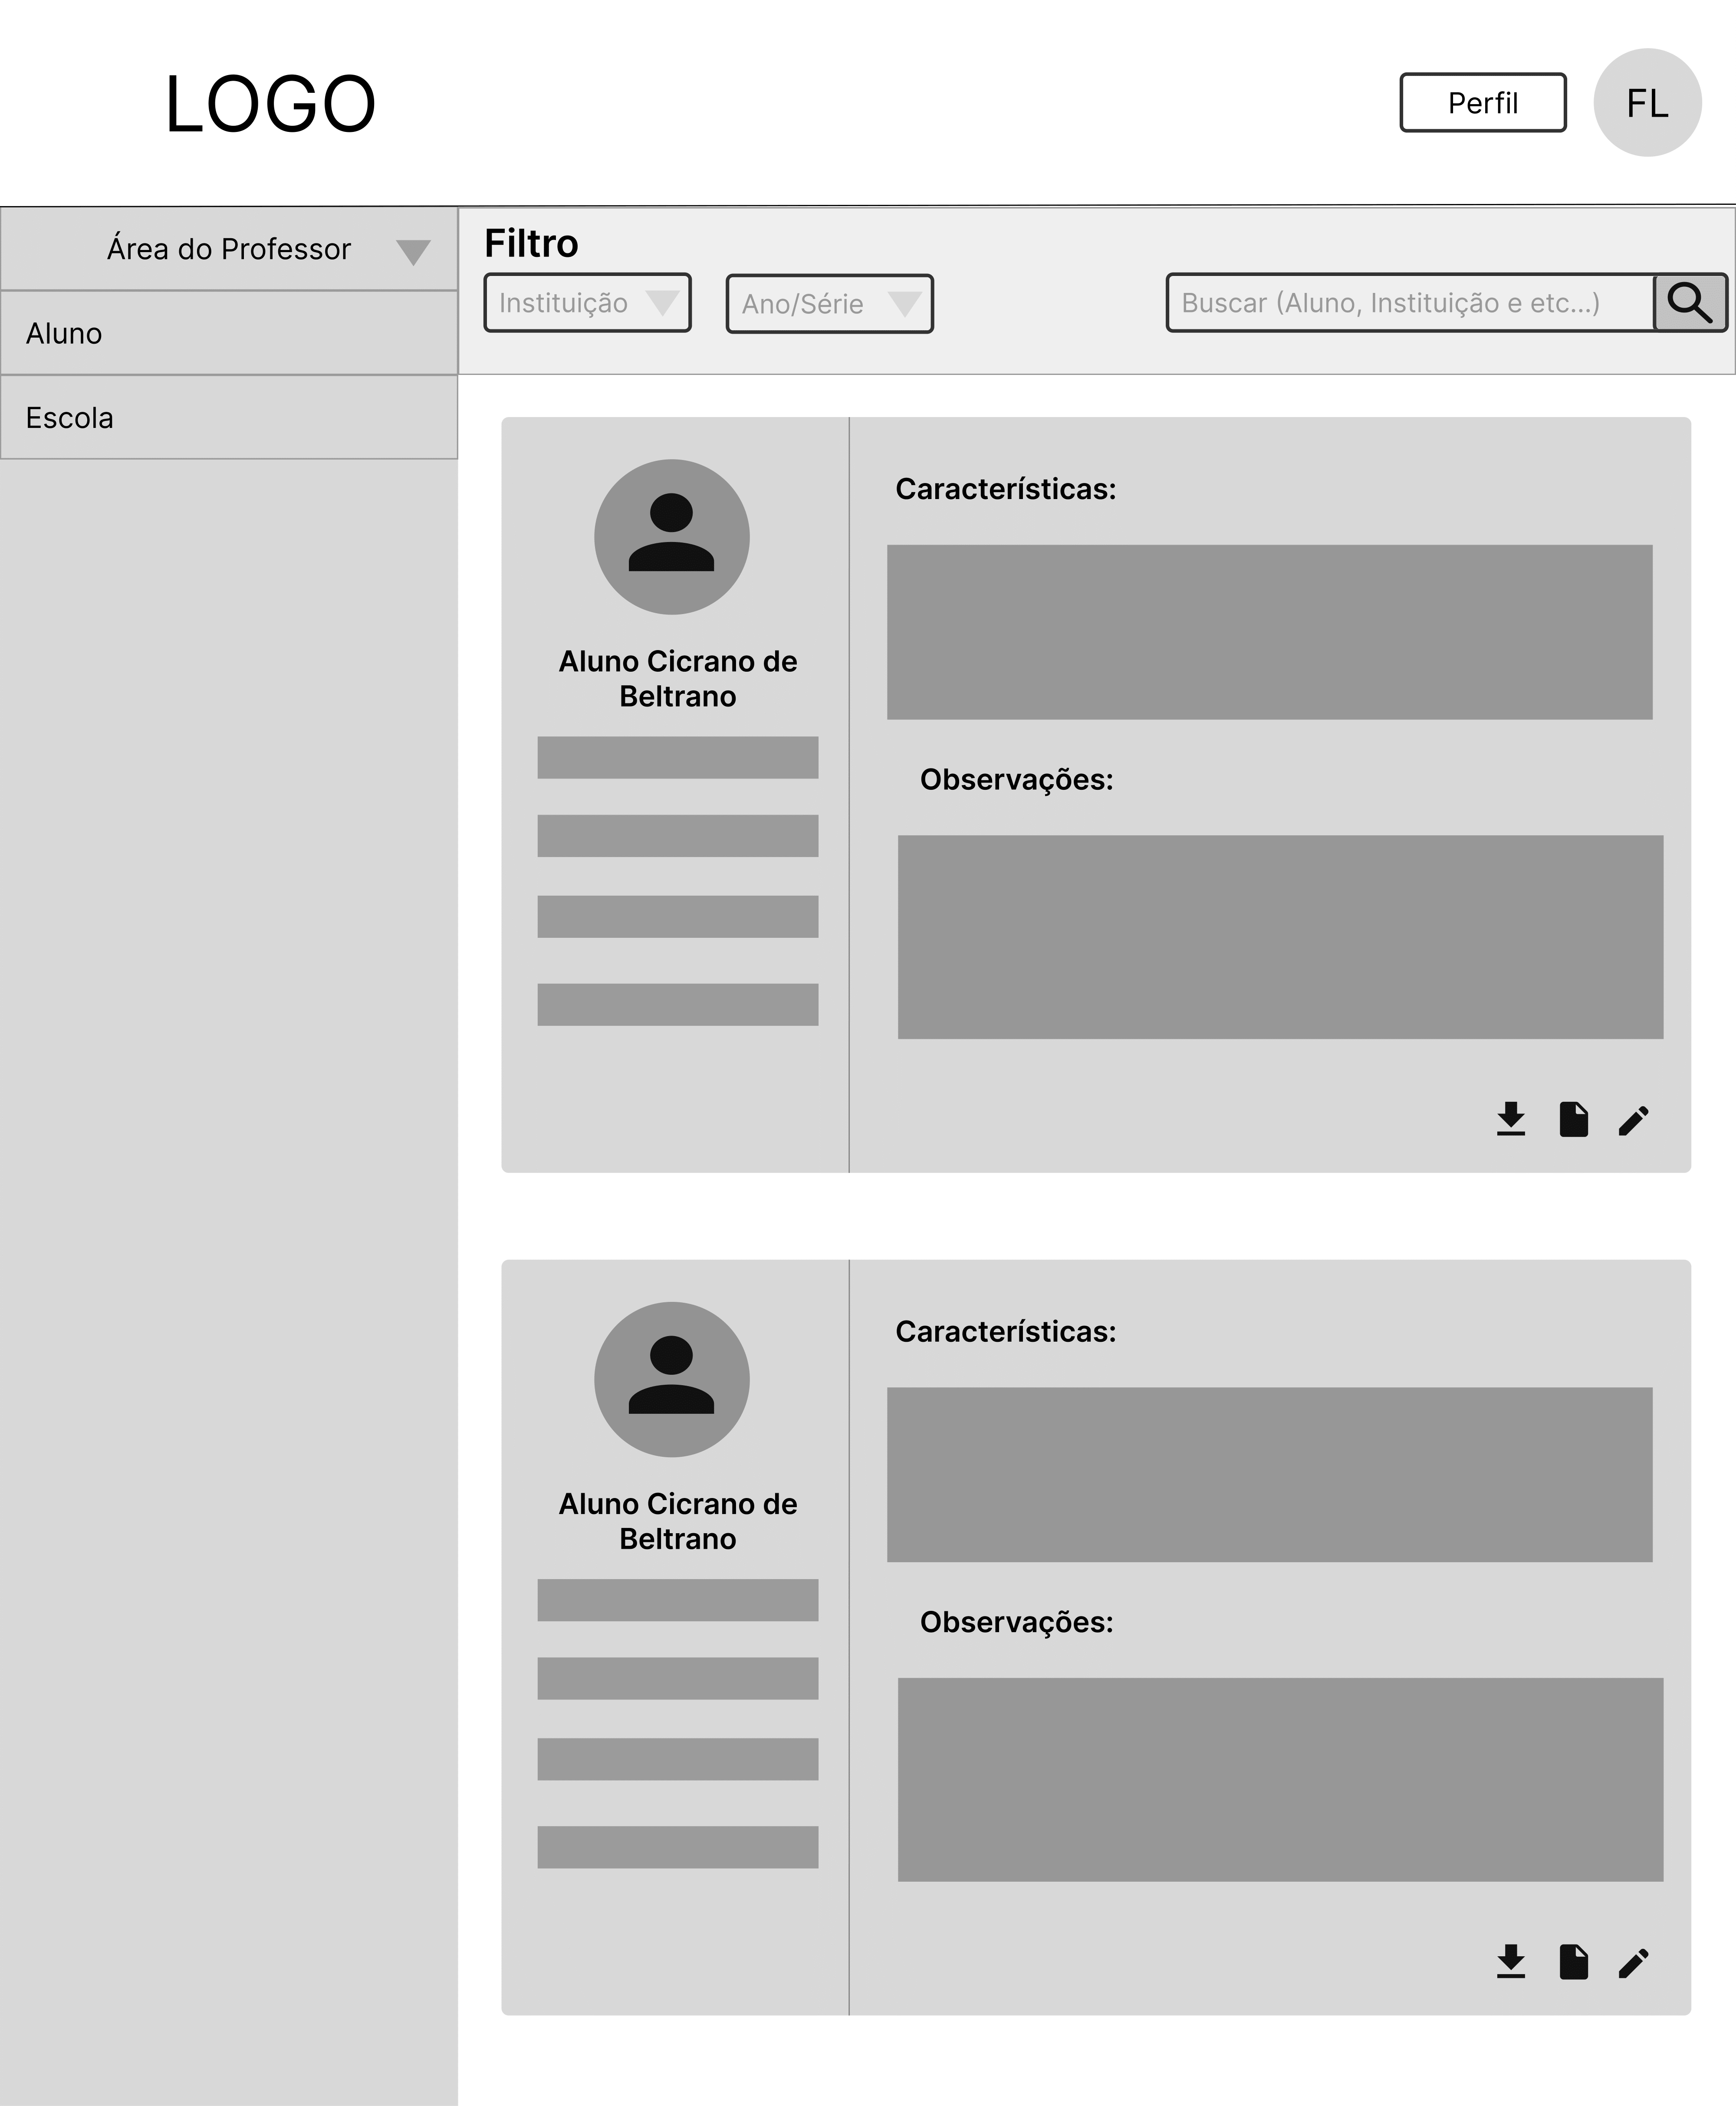 LOGO
Perfil
FL
Área do Professor
Aluno
Escola
Filtro
Instituição
Ano/Série
Buscar (Aluno, Instituição e etc...)
Aluno Cicrano de
Beltrano
Características:
Observações:
Aluno Cicrano de
Beltrano
Características:
Observações: